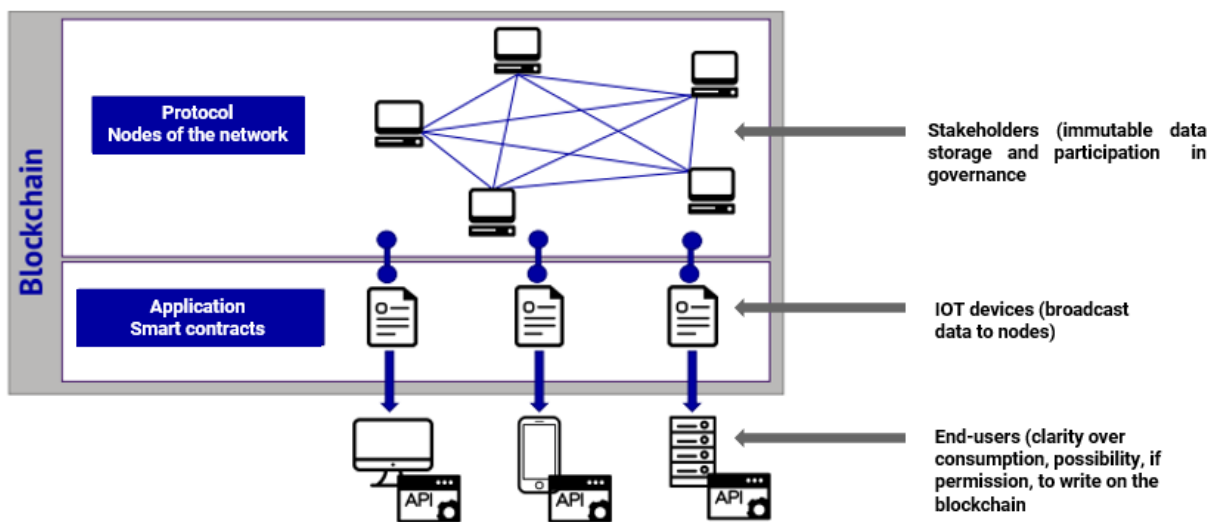 Blockchain
Protocol
Nodes of the network
Stakeholders (immutable data
storage and participation in
governance
Application
Smart contracts
IOT devices (broadcast
data to nodes)
API
API
API
End-users (clarity over
consumption, possibility, if
permission, to write on the
blockchain